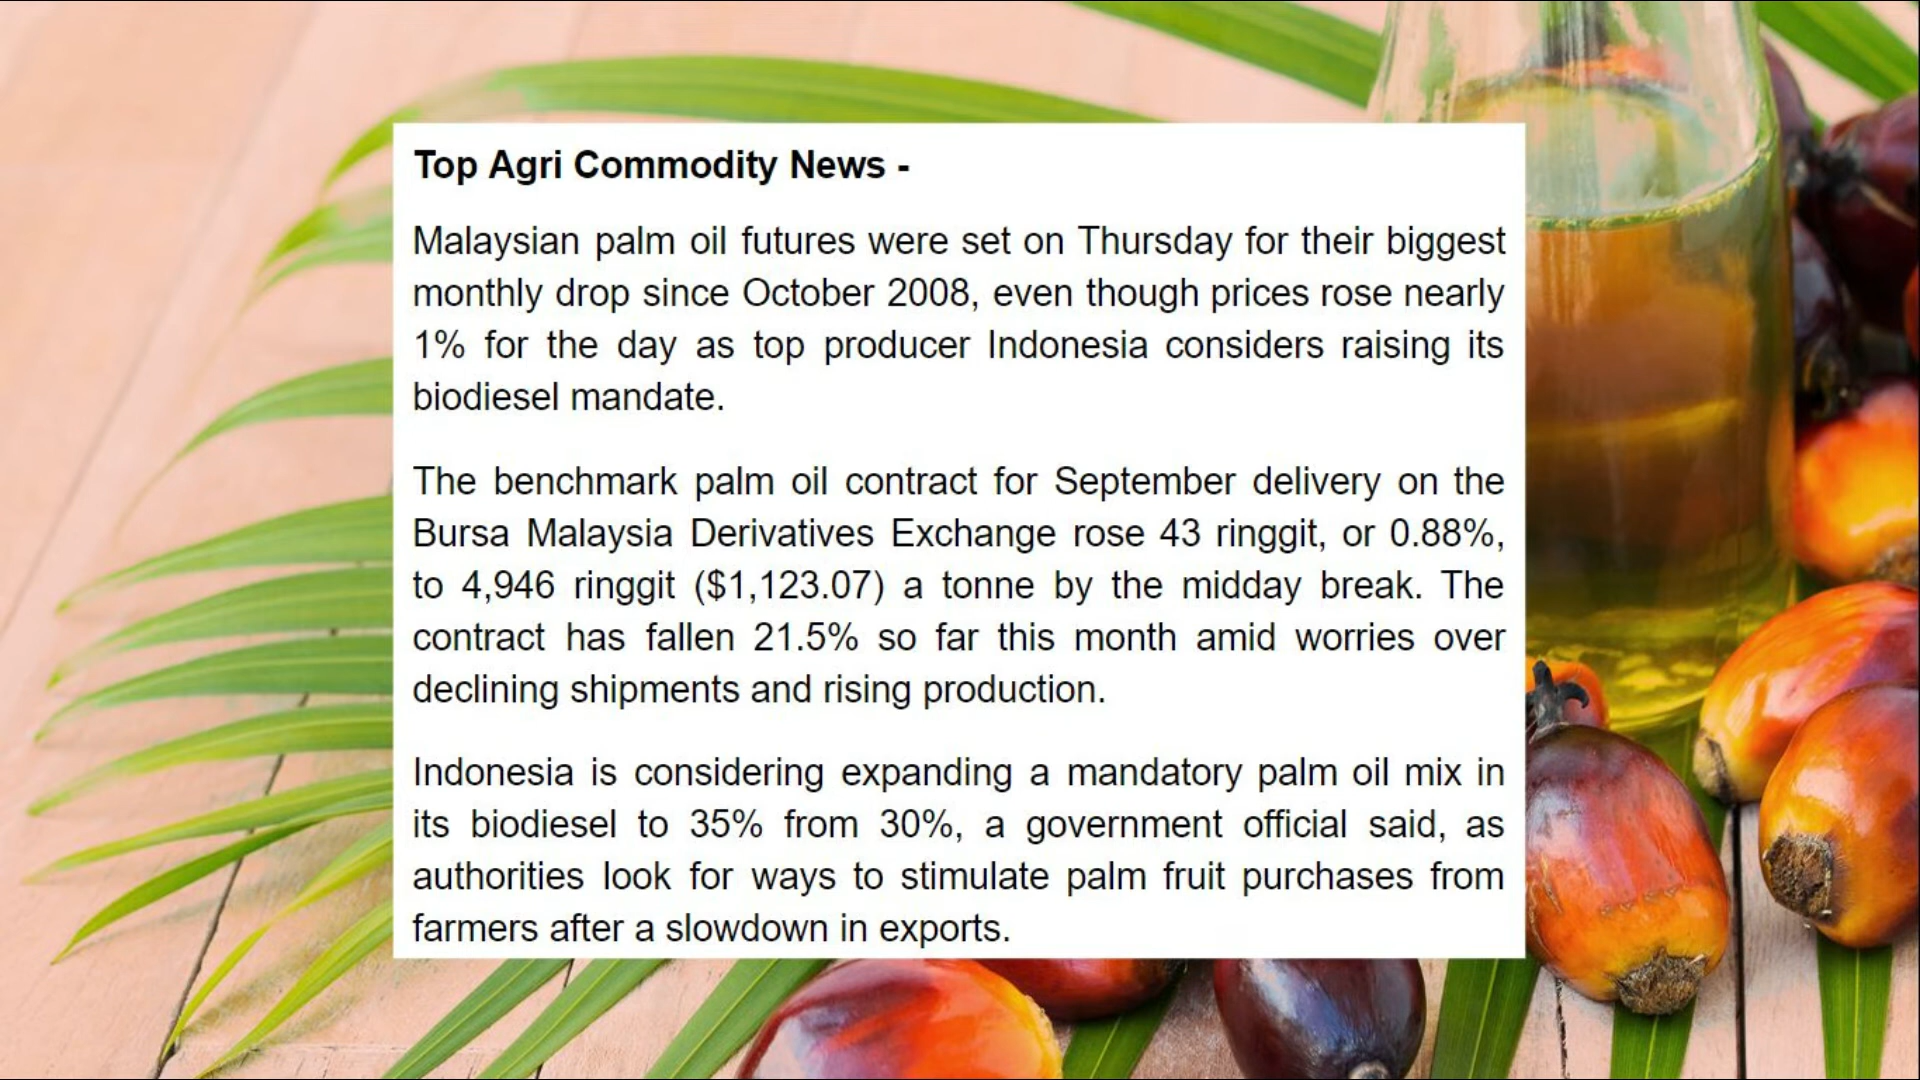 Top Agri Commodity News -
Malaysian palm oil futures were set on Thursday for their biggest
monthly drop since October 2008, even though prices rose nearly
1% for the day as top producer Indonesia considers raising its
biodiesel mandate.
The benchmark palm oil contract for September delivery on the
Bursa Malaysia Derivatives Exchange rose 43 ringgit, or 0.88%,
to 4,946 ringgit ($1,123.07) a tonne by the midday break. The
contract has fallen 21.5% so far this month amid worries over
declining shipments and rising production.
Indonesia is considering expanding a mandatory palm oil mix in
its biodiesel to 35% from 30%, a government official said, as
authorities look for ways to stimulate palm fruit purchases from
farmers after a slowdown in exports.